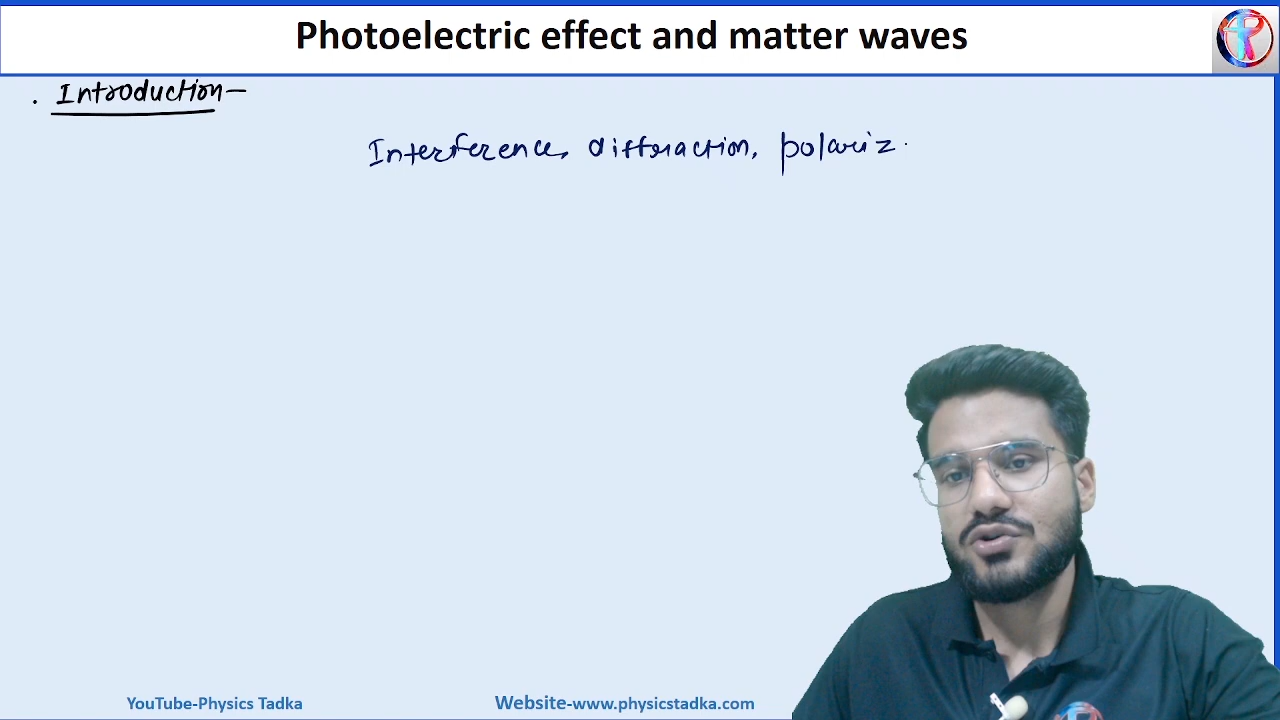 Photoelectric effect and matter waves
. Introduction-
Interference, diffraction, polariz.
YouTube-Physics Tadka
Website-www.physicstadka.com